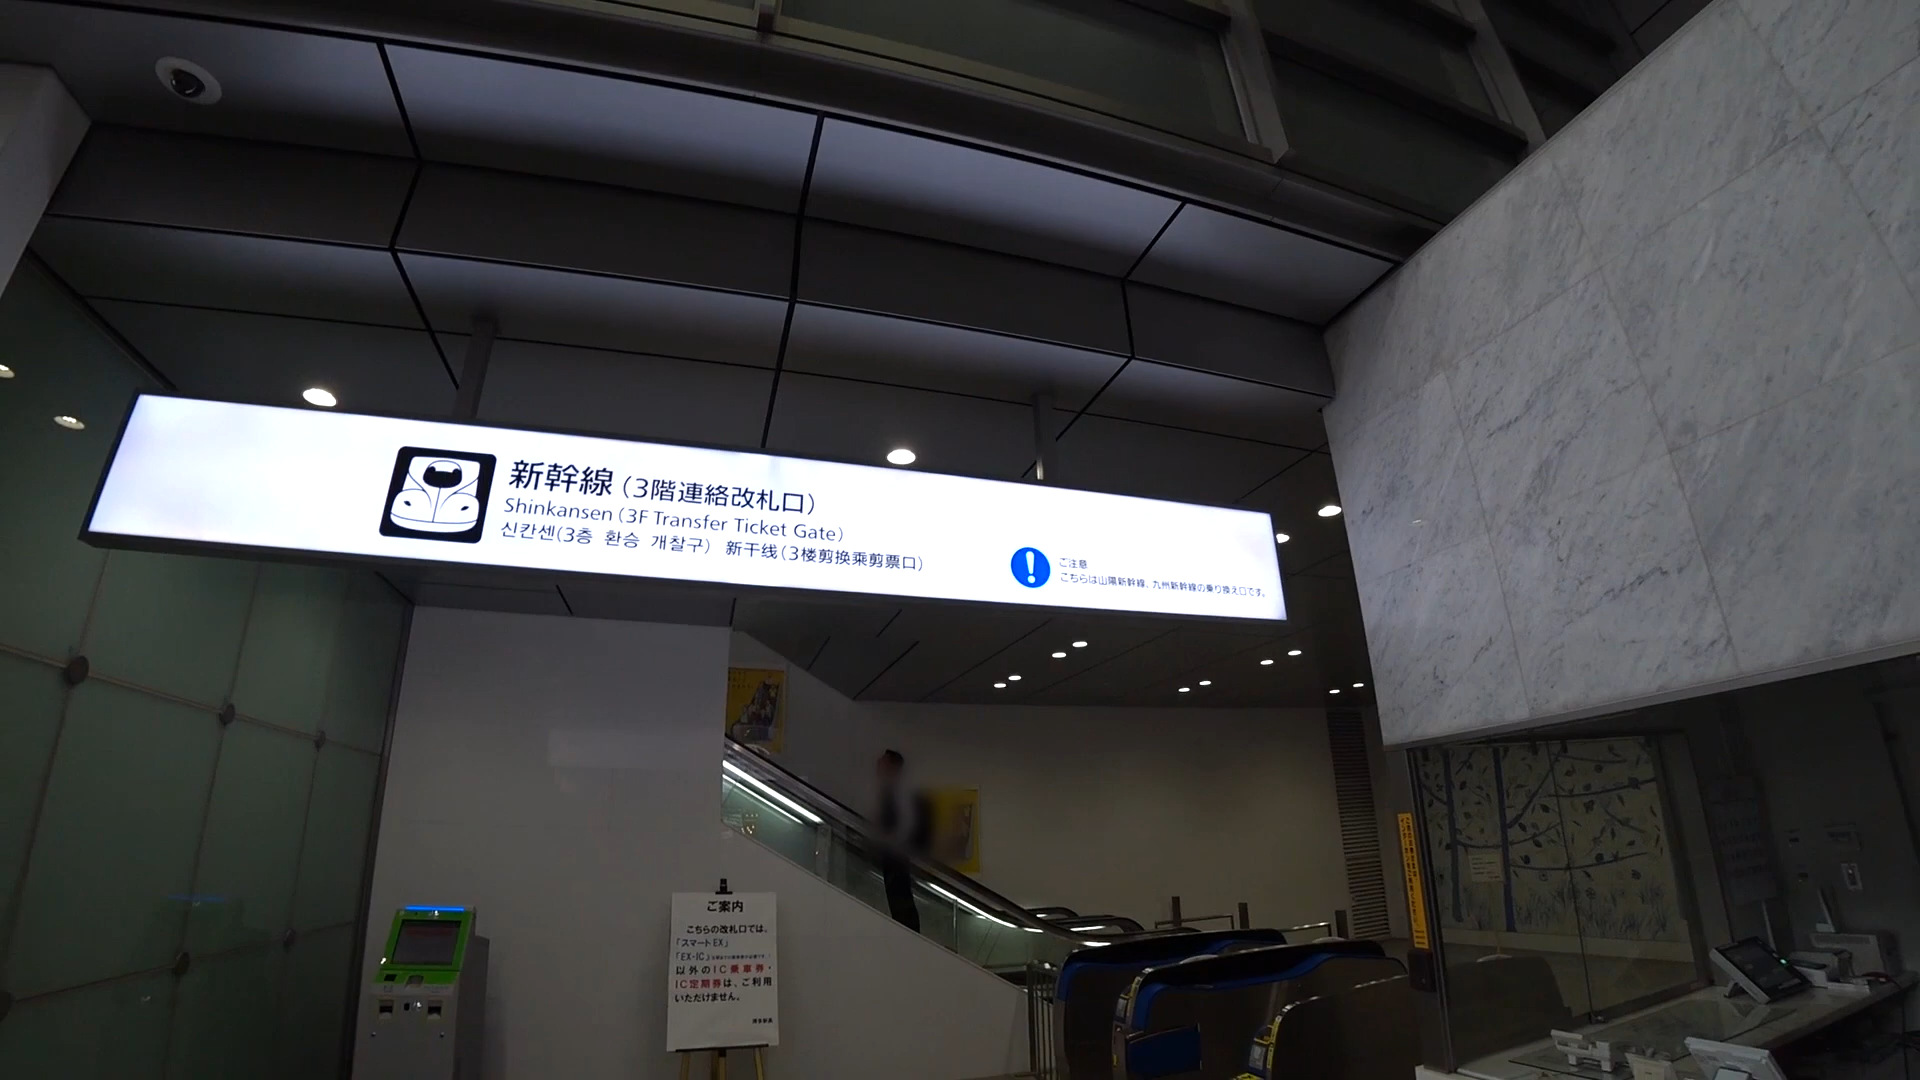 新幹線(3階連絡改札口)
Shinkansen (3F Transfer Ticket Gate)
신칸센(3층 환승 개찰구) 新干线(3楼剪换乘剪票口)
ご注意
こちらは山陽新幹線、九州新幹線の乗り換え口です。
ご案内
こちらの改札口では、
「スマートEX」
「EX-IC」
以外のIC乗車券・
IC定期券は、ご利用
いただけません。
博多駅長